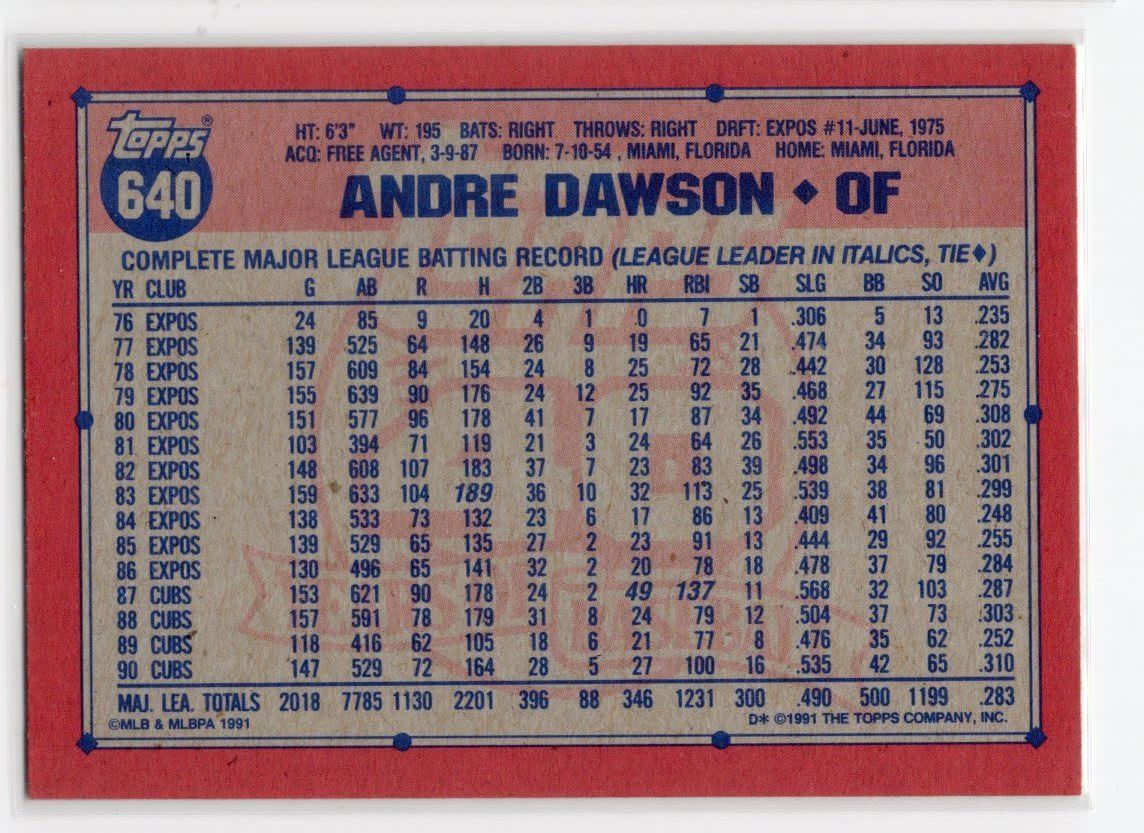 Topps®
640
HT: 6'3" WT: 195 BATS: RIGHT THROWS: RIGHT DRFT: EXPOS #11-JUNE, 1975
ACQ: FREE AGENT, 3-9-87 BORN: 7-10-54 , MIAMI, FLORIDA HOME: MIAMI, FLORIDA
ANDRE DAWSON ♦ OF
COMPLETE MAJOR LEAGUE BATTING RECORD (LEAGUE LEADER IN ITALICS, TIE♦)
YR CLUB G AB R H 2B 3B HR RBI SB SLG BB SO AVG
76 EXPOS 24 85 9 20 4 1 0 7 1 .306 5 13 .235
77 EXPOS 139 525 64 148 26 9 19 65 21 .474 34 93 .282
78 EXPOS 157 609 84 154 24 8 25 72 28 .442 30 128 .253
79 EXPOS 155 639 90 176 24 12 25 92 35 .468 27 115 .275
80 EXPOS 151 577 96 178 41 7 17 87 34 .492 44 69 .308
81 EXPOS 103 394 71 119 21 3 24 64 26 .553 35 50 .302
82 EXPOS 148 608 107 183 37 7 23 83 39 .498 34 96 .301
83 EXPOS 159 633 104 189 36 10 32 113 25 .539 38 81 .299
84 EXPOS 138 533 73 132 23 6 17 86 13 .409 41 80 .248
85 EXPOS 139 529 65 135 27 2 23 91 13 .444 29 92 .255
86 EXPOS 130 496 65 141 32 2 20 78 18 .478 37 79 .284
87 CUBS 153 621 90 178 24 2 49 137 11 .568 32 103 .287
88 CUBS 157 591 78 179 31 8 24 79 12 .504 37 73 .303
89 CUBS 118 416 62 105 18 6 21 77 8 .476 35 62 .252
90 CUBS 147 529 72 164 28 5 27 100 16 .535 42 65 .310
MAJ. LEA. TOTALS 2018 7785 1130 2201 396 88 346 1231 300 .490 500 1199 .283
©MLB & MLBPA 1991 D* ©1991 THE TOPPS COMPANY, INC.